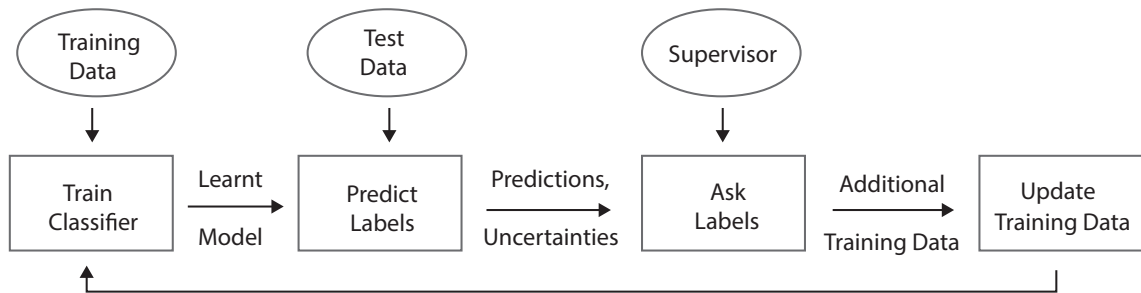 Training
Data
Test
Data
Supervisor
Train
Classifier
Learnt
Model
Predict
Labels
Predictions,
Uncertainties
Ask
Labels
Additional
Training Data
Update
Training Data